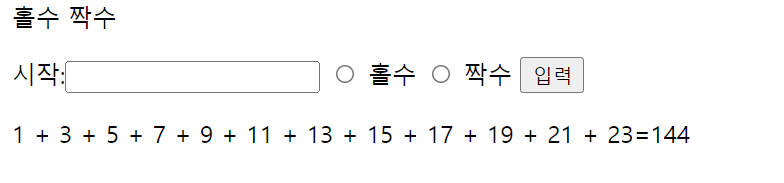 홀수 짝수
시작: 홀수 짝수 입력
1 + 3 + 5 + 7 + 9 + 11 + 13 + 15 + 17 + 19 + 21 + 23=144